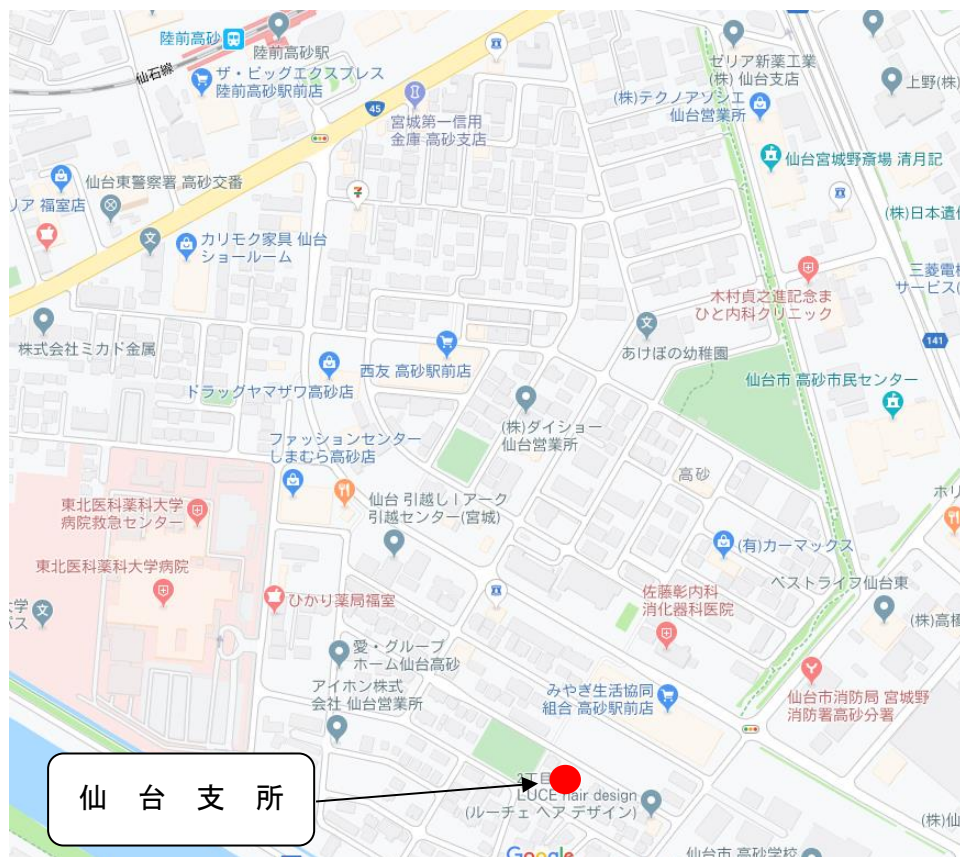 陸前高砂
陸前高砂駅
仙石線
ザ・ビッグエクスプレス
陸前高砂駅前店
45
宮城第一信用
金庫 高砂支店
ゼリア新薬工業
(株) 仙台支店
上野(株)
(株)テクノアソシエ
仙台営業所
仙台宮城野斎場 清月記
仙台東警察署 高砂交番
リア 福室店
文
カリモク家具 仙台
ショールーム
7
(株)日本遺伝
三菱電機
サービス(
木村貞之進記念ま
ひと内科クリニック
141
株式会社ミカド金属
文
あけぼの幼稚園
西友 高砂駅前店
ドラッグヤマザワ高砂店
仙台市 高砂市民センター
(株)ダイショー
仙台営業所
ファッションセンター
しまむら高砂店
高砂
仙台 引越し|アーク
引越センター(宮城)
東北医科薬科大学
病院救急センター
ホリ
(有)カーマックス
東北医科薬科大学病院
ベストライフ仙台東
佐藤彰内科
消化器科医院
ひかり薬局福室
大学
パス
文
(株)高橋
愛・グループ
ホーム仙台高砂
アイホン株式
会社 仙台営業所
みやぎ生活協同
組合 高砂駅前店
仙台市消防局 宮城野
消防署高砂分署
仙 台 支 所
2丁目
LUCE hair design
(ルーチェ ヘア デザイン)
(株)仙
Google
仙台市 高砂学校